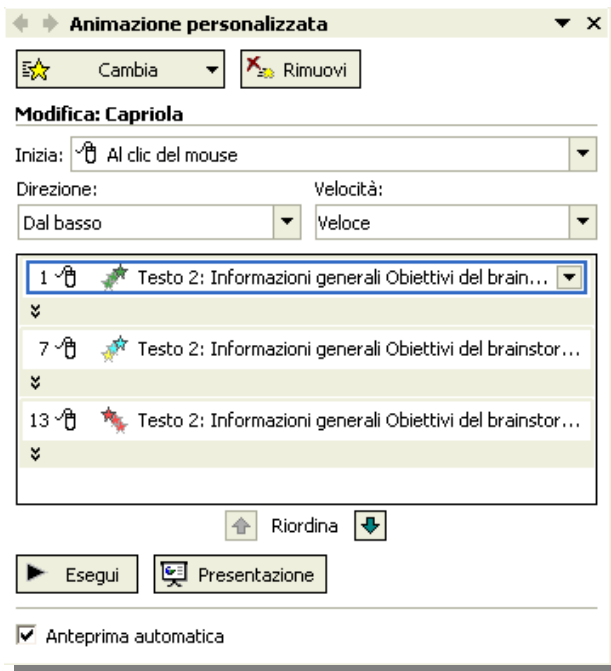 Animazione personalizzata
Cambia Rimuovi
Modifica: Capriola
Inizia: Al clic del mouse
Direzione: Velocità:
Dal basso Veloce
1 Testo 2: Informazioni generali Obiettivi del brain...
7 Testo 2: Informazioni generali Obiettivi del brainstor...
13 Testo 2: Informazioni generali Obiettivi del brainstor...
Riordina
Esegui Presentazione
Anteprima automatica